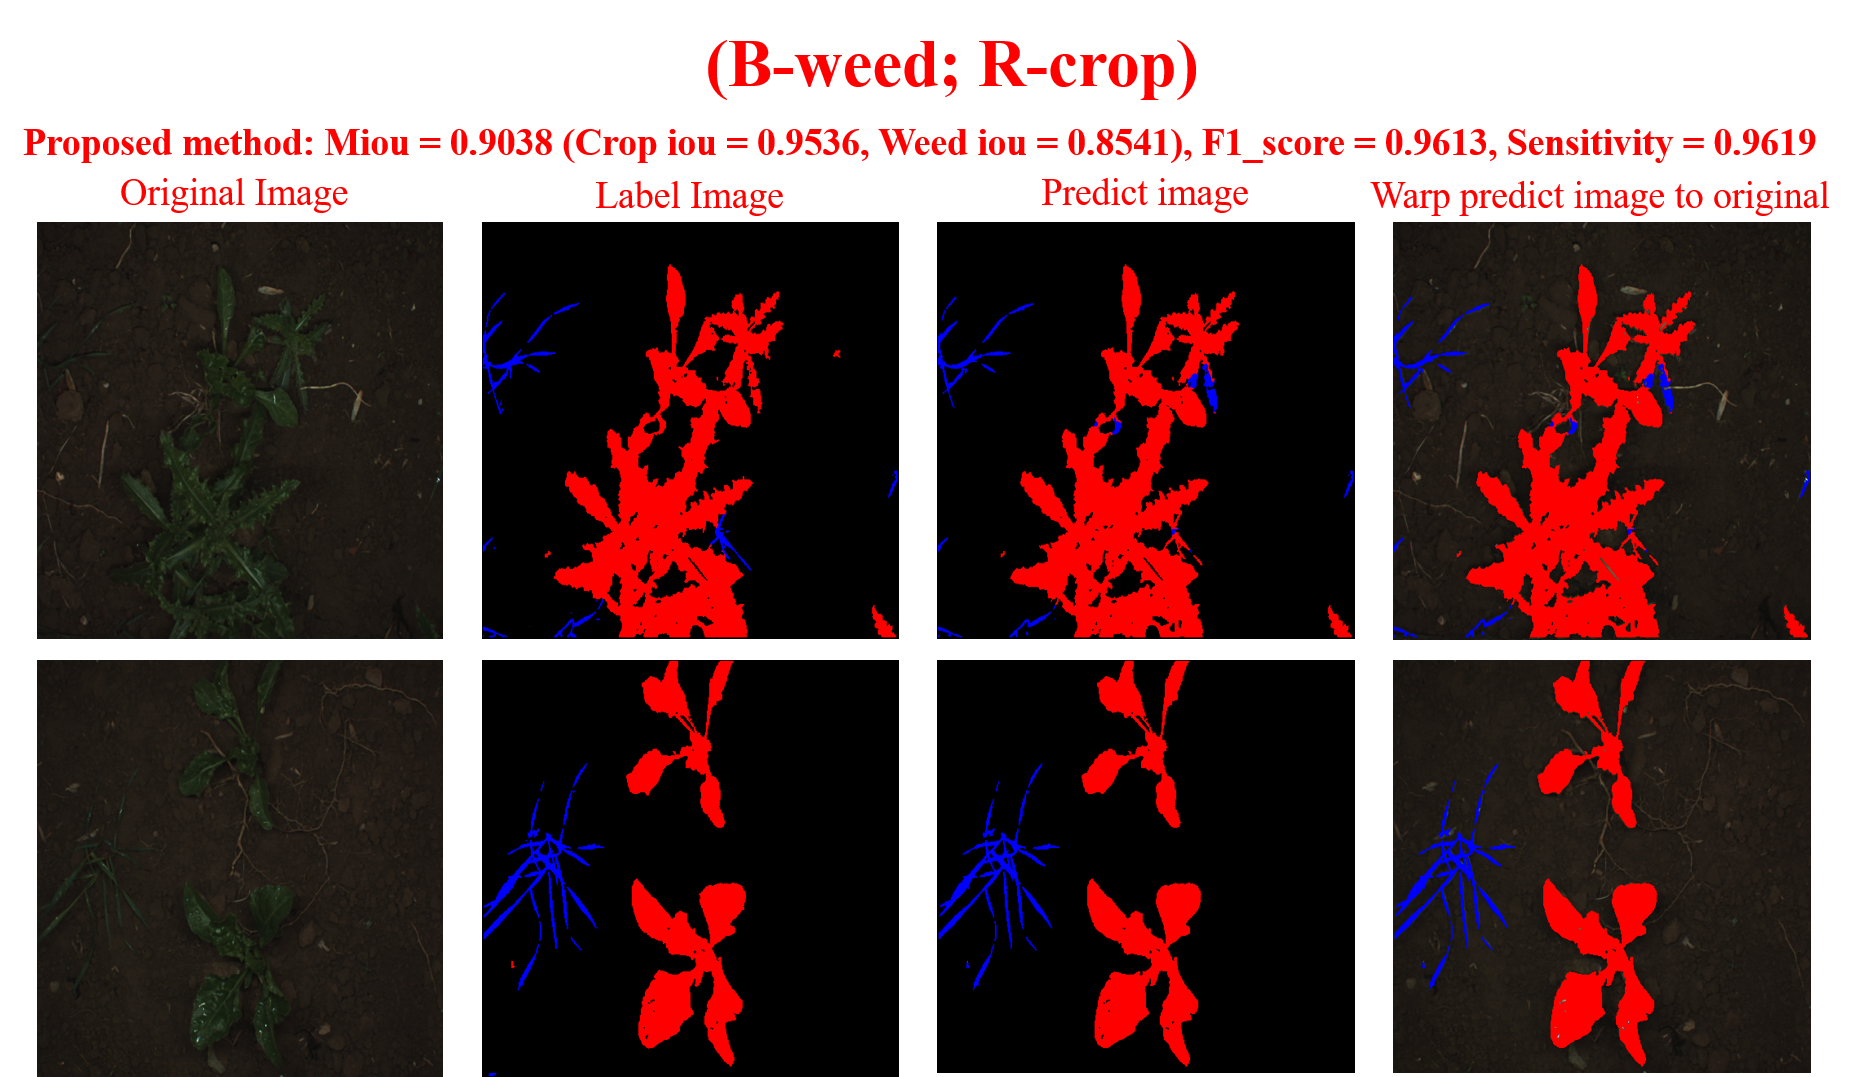 (B-weed; R-crop)
Proposed method: Miou = 0.9038 (Crop iou = 0.9536, Weed iou = 0.8541), F1_score = 0.9613, Sensitivity = 0.9619
Original Image Label Image Predict image Warp predict image to original